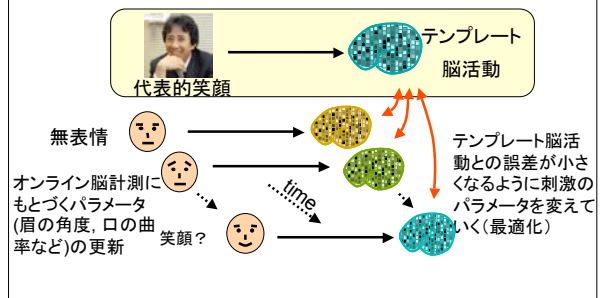 テンプレート
脳活動
代表的笑顔
無表情
オンライン脳計測に
もとづくパラメータ
(眉の角度, 口の曲
率など)の更新
笑顔？
time
テンプレート脳活
動との誤差が小さ
くなるように刺激の
パラメータを変えて
いく（最適化）